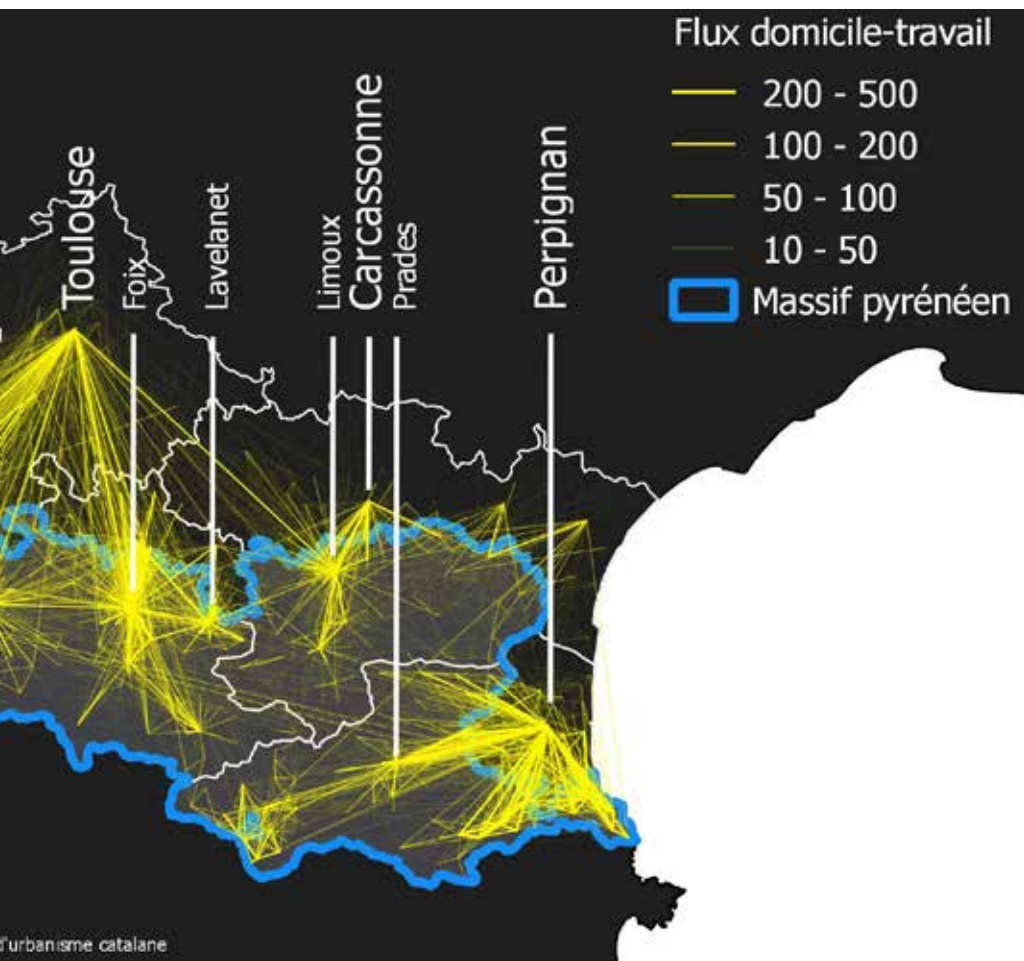 Flux domicile-travail
200 - 500
100 - 200
50 - 100
10 - 50
Massif pyrénéen
Toulouse
Foix
Lavelanet
Limoux
Carcassonne
Prades
Perpignan
d'urbanisme catalane